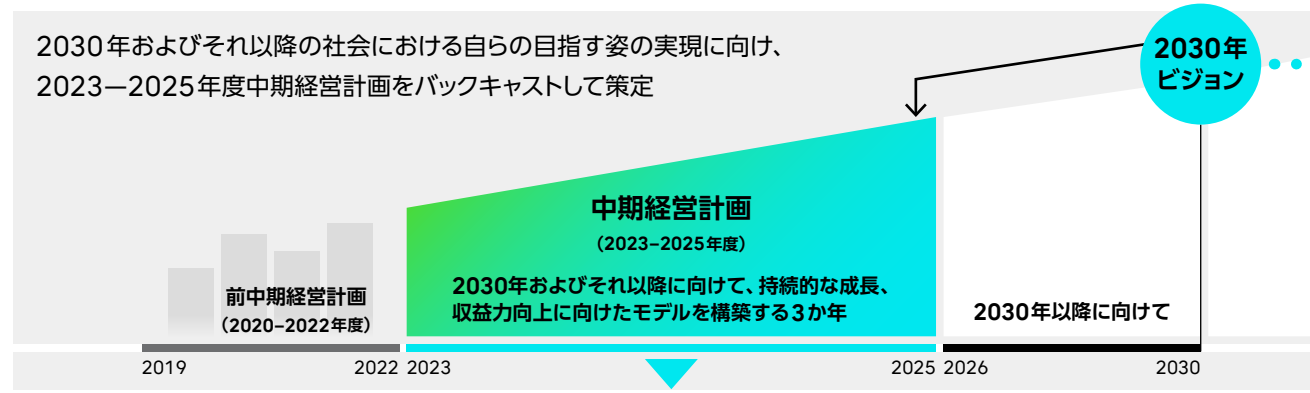 2030年およびそれ以降の社会における自らの目指す姿の実現に向け、
2023―2025年度中期経営計画をバックキャストして策定
2030年
ビジョン
中期経営計画
（2023–2025年度）
2030年およびそれ以降に向けて、持続的な成長、
収益力向上に向けたモデルを構築する3か年
前中期経営計画
（2020–2022年度）
2030年以降に向けて
2019 2022 2023 2025 2026 2030